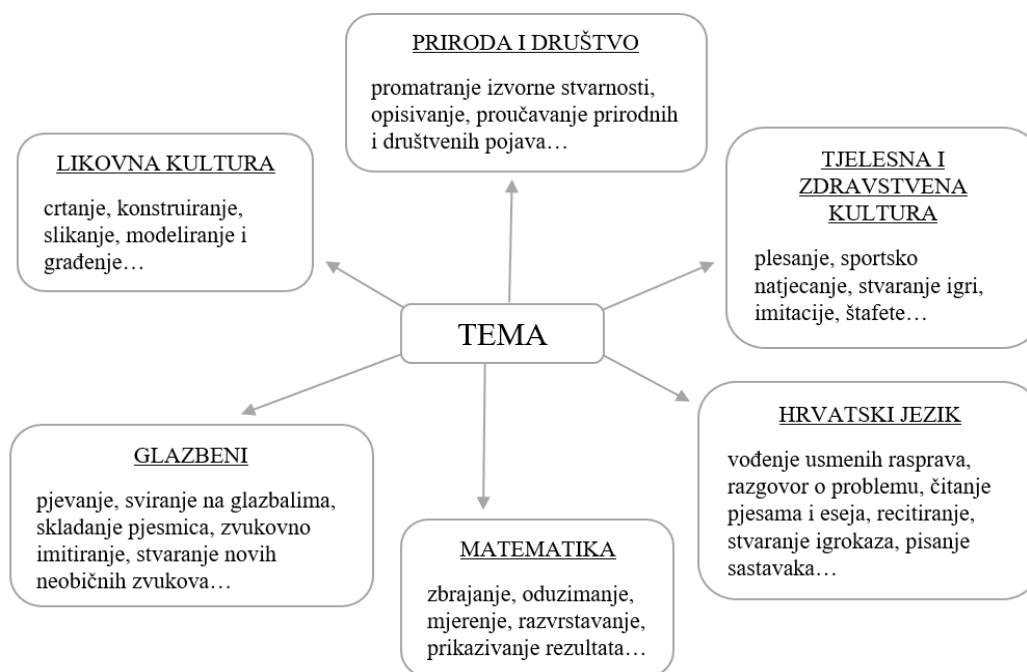 PRIRODA I DRUŠTVO
promatranje izvorne stvarnosti,
opisivanje, proučavanje prirodnih
i društvenih pojava…
LIKOVNA KULTURA
crtanje, konstruiranje,
slikanje, modeliranje i
građenje…
TJELESNA I
ZDRAVSTVENA
KULTURA
plesanje, sportsko
natjecanje, stvaranje igri,
imitacije, štafete…
TEMA
GLAZBENI
pjevanje, sviranje na glazbalima,
skladanje pjesmica, zvukovno
imitiranje, stvaranje novih
neobičnih zvukova…
MATEMATIKA
zbrajanje, oduzimanje,
mjerenje, razvrstavanje,
prikazivanje rezultata…
HRVATSKI JEZIK
vođenje usmenih rasprava,
razgovor o problemu, čitanje
pjesama i eseja, recitiranje,
stvaranje igrokaza, pisanje
sastavaka…